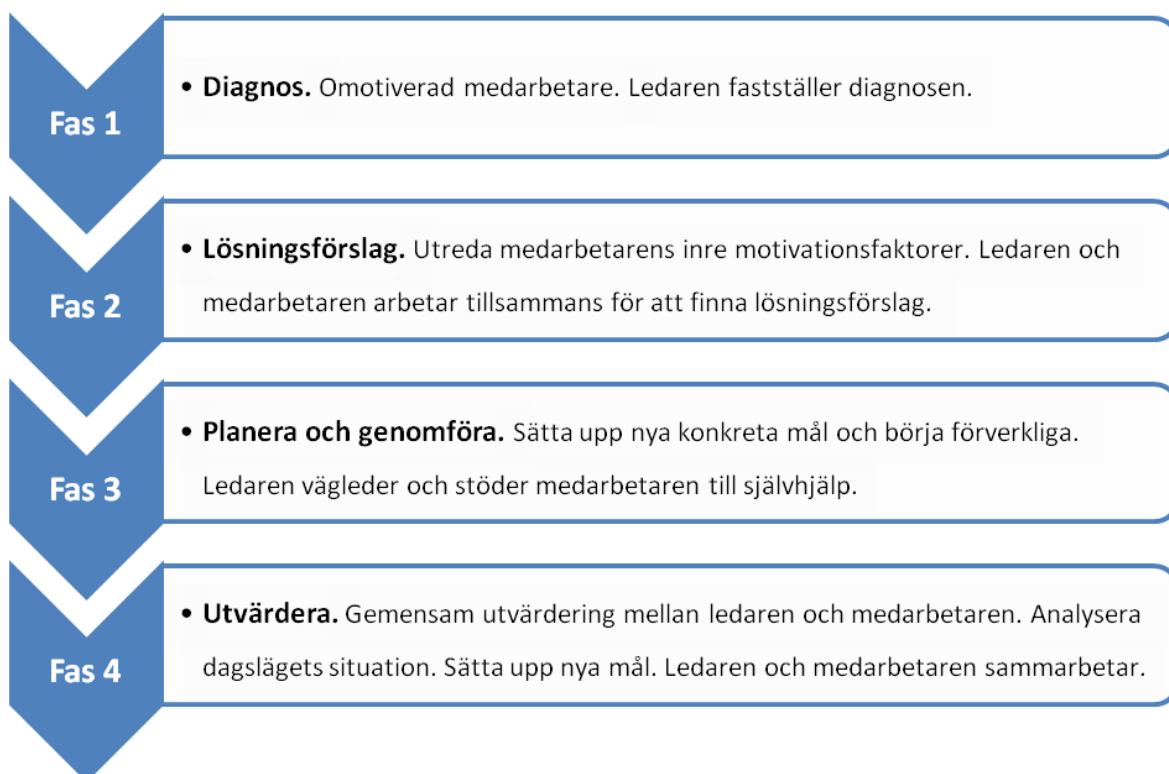 Fas 1
• Diagnos. Omotiverad medarbetare. Ledaren fastställer diagnosen.
Fas 2
• Lösningsförslag. Utreda medarbetarens inre motivationsfaktorer. Ledaren och
medarbetaren arbetar tillsammans för att finna lösningsförslag.
Fas 3
• Planera och genomföra. Sätta upp nya konkreta mål och börja förverkliga.
Ledaren vägleder och stöder medarbetaren till självhjälp.
Fas 4
• Utvärdera. Gemensam utvärdering mellan ledaren och medarbetaren. Analysera
dagslägets situation. Sätta upp nya mål. Ledaren och medarbetaren sammarbetar.